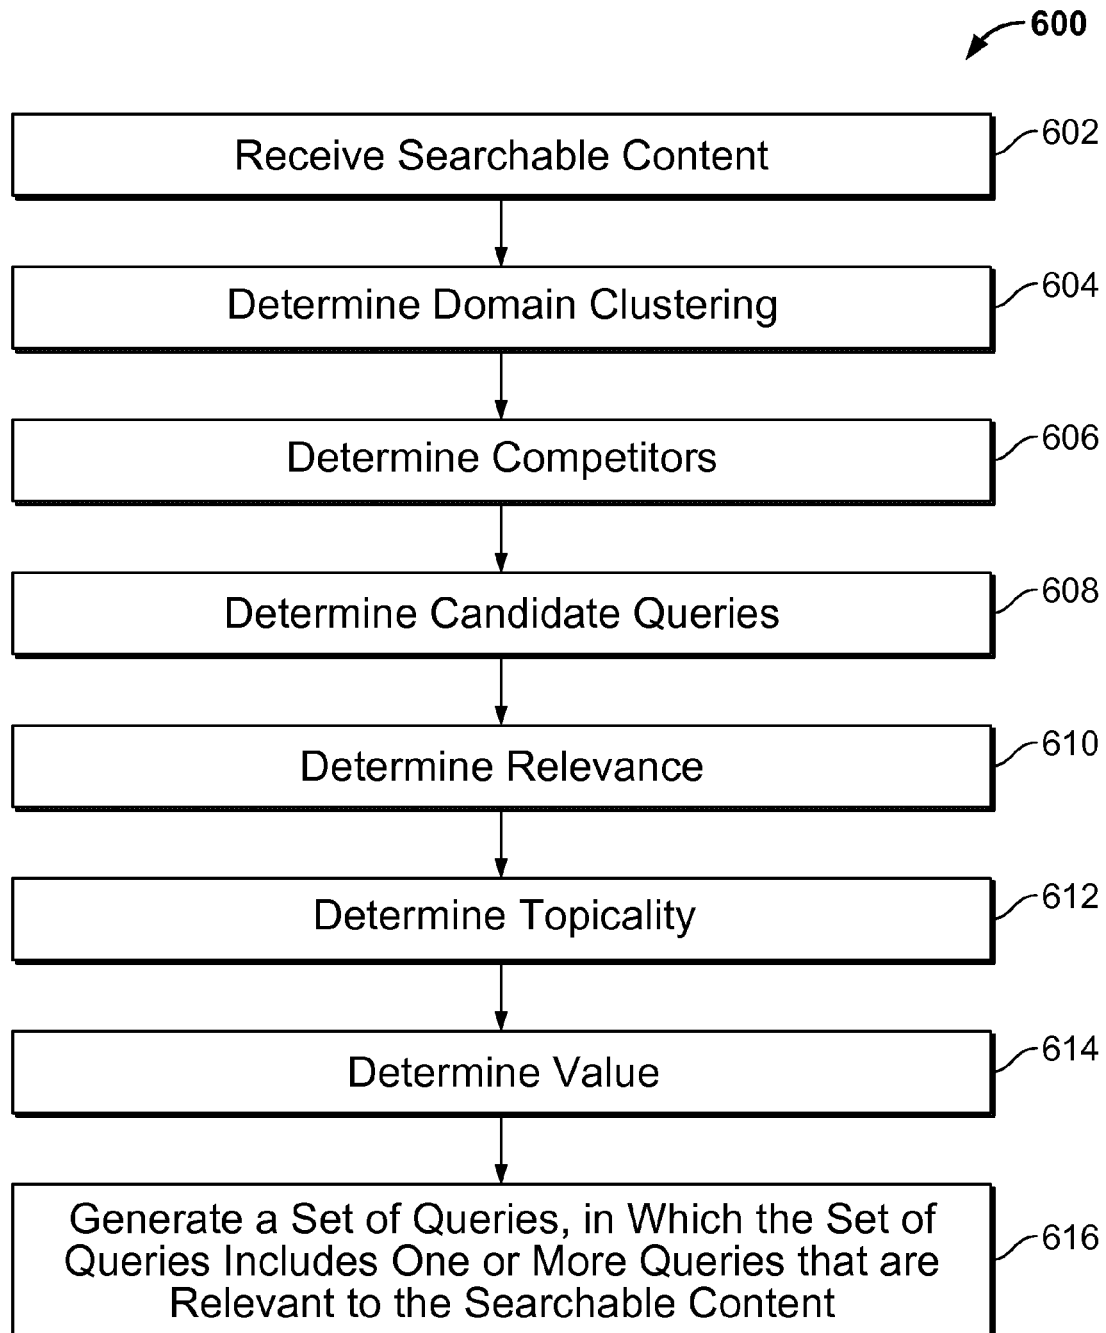 600
Receive Searchable Content
602
Determine Domain Clustering
604
Determine Competitors
606
Determine Candidate Queries
608
Determine Relevance
610
Determine Topicality
612
Determine Value
614
Generate a Set of Queries, in Which the Set of
Queries Includes One or More Queries that are
Relevant to the Searchable Content
616